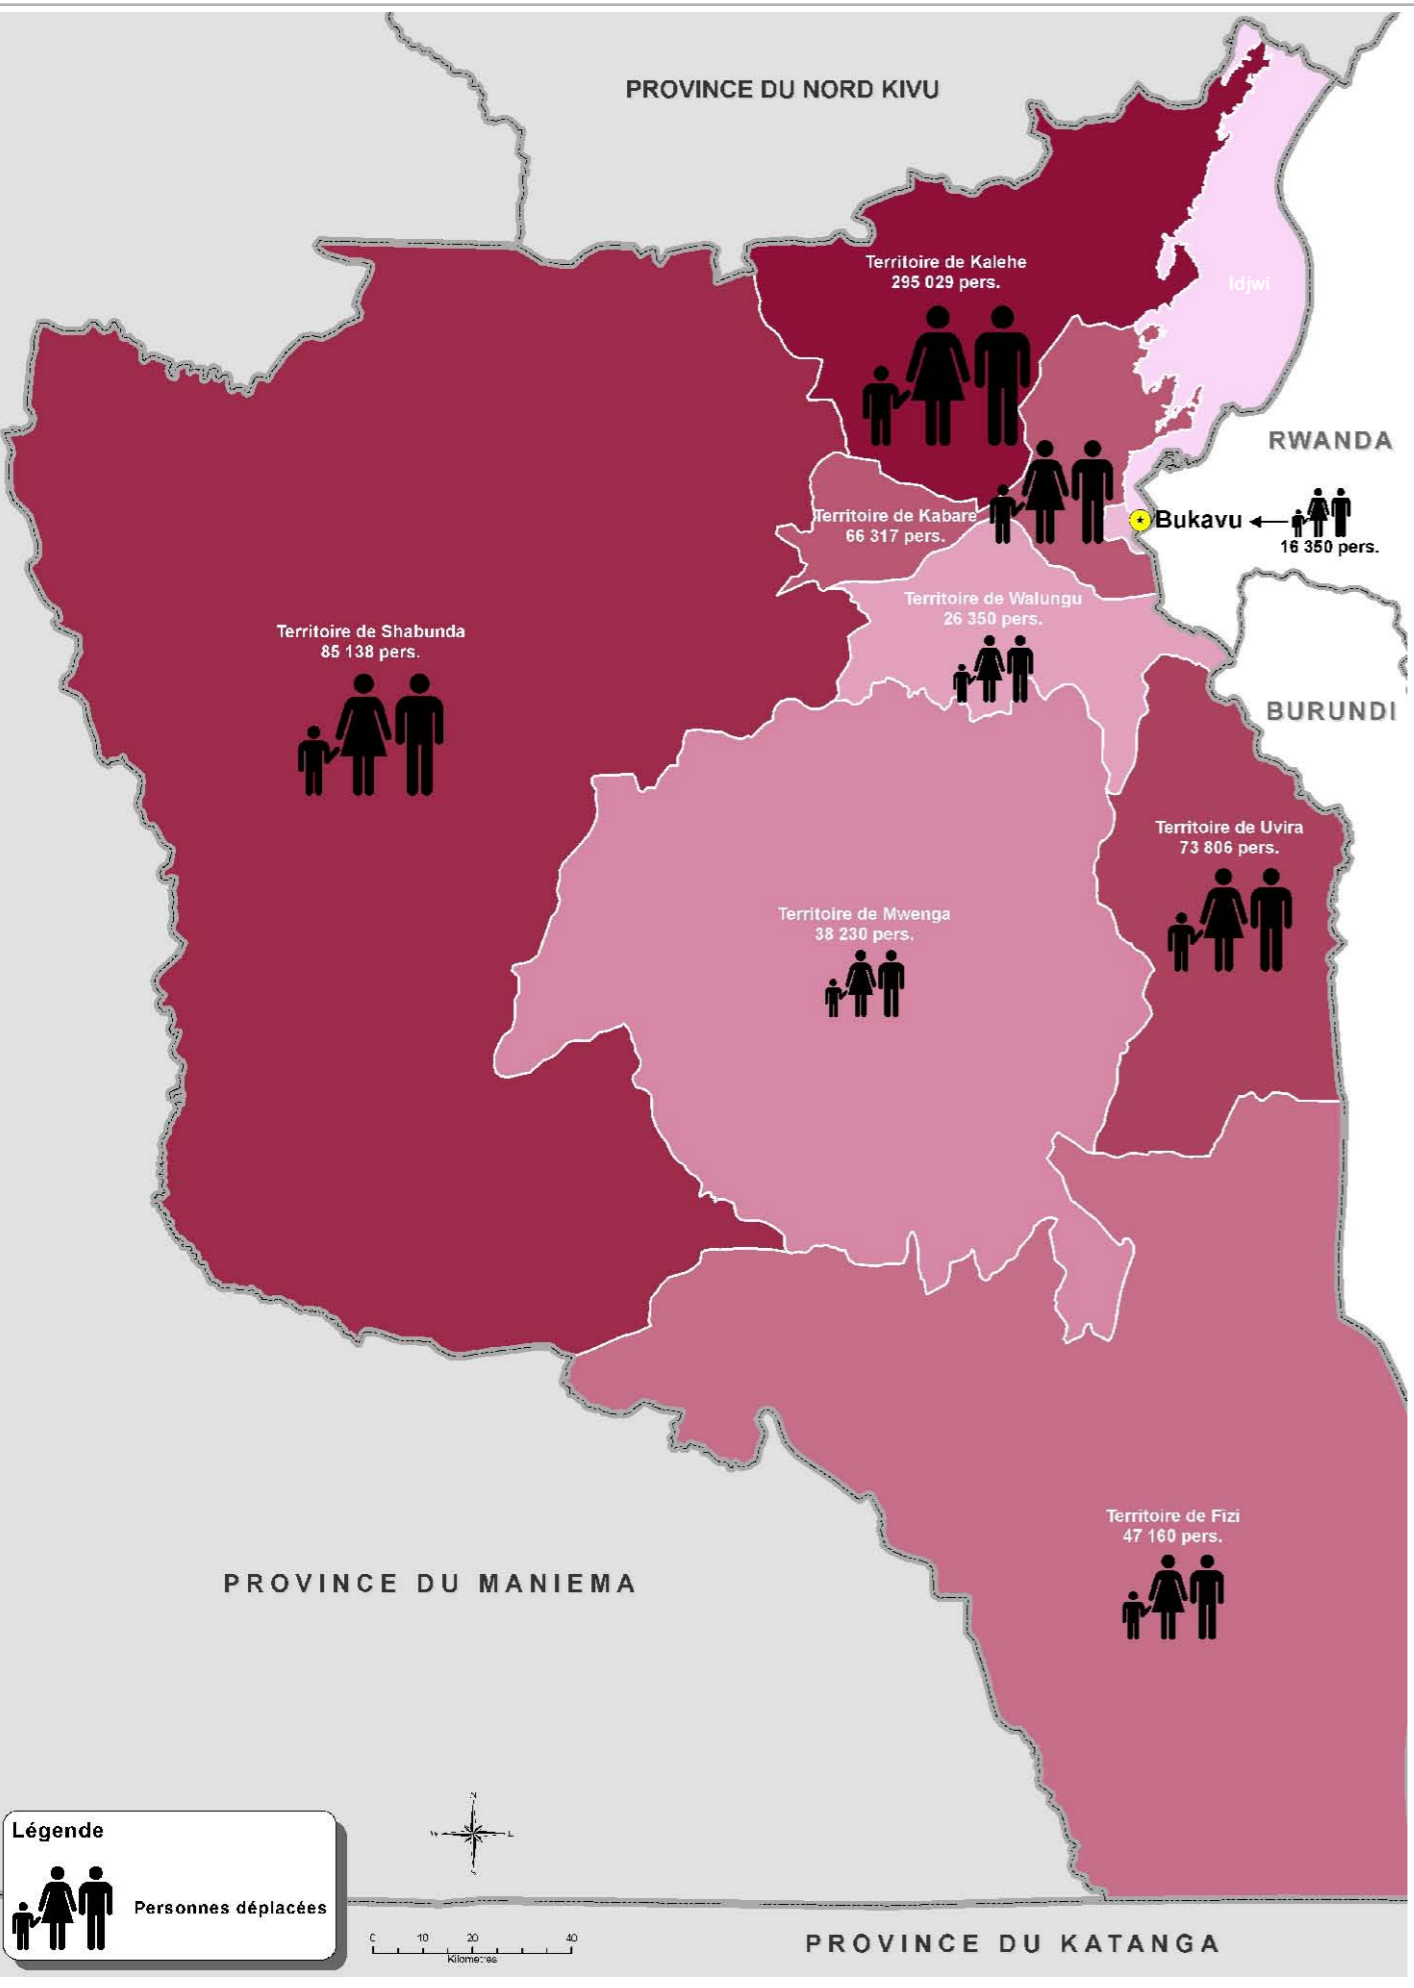 PROVINCE DU NORD KIVU
Territoire de Kalehe
295 029 pers.
Idjwi
RWANDA
Territoire de Kabare
66 317 pers.
Bukavu
16 350 pers.
Territoire de Walungu
26 350 pers.
Territoire de Shabunda
85 138 pers.
BURUNDI
Territoire de Uvira
73 806 pers.
Territoire de Mwenga
38 230 pers.
Territoire de Fizi
47 160 pers.
PROVINCE DU MANIEMA
N
W
L
S
Légende
Personnes déplacées
0 10 20 40
Kilometres
PROVINCE DU KATANGA